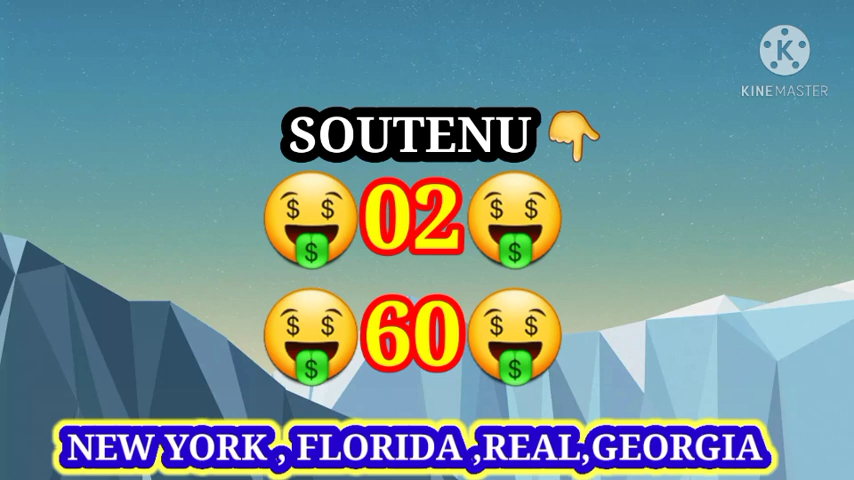 KINEMASTER
SOUTENU 👇
🤑02🤑
🤑60🤑
NEW YORK , FLORIDA ,REAL,GEORGIA